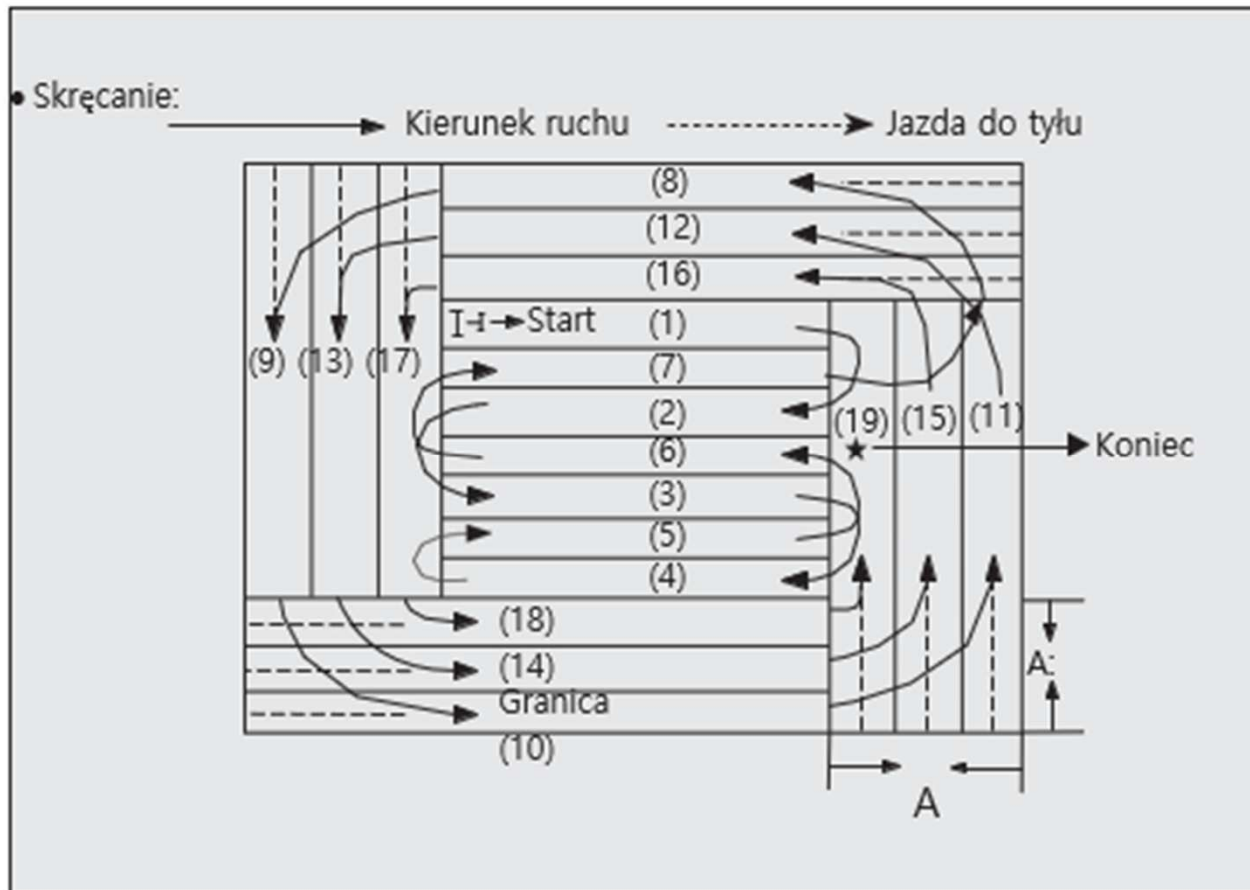 • Skręcanie:
Kierunek ruchu
Jazda do tyłu
(8)
(12)
(16)
Start
(1)
(9) (13) (17)
(7)
(2)
(19) (15) (11)
(6)
Koniec
(3)
(5)
(4)
(18)
(14)
A:
Granica
(10)
A